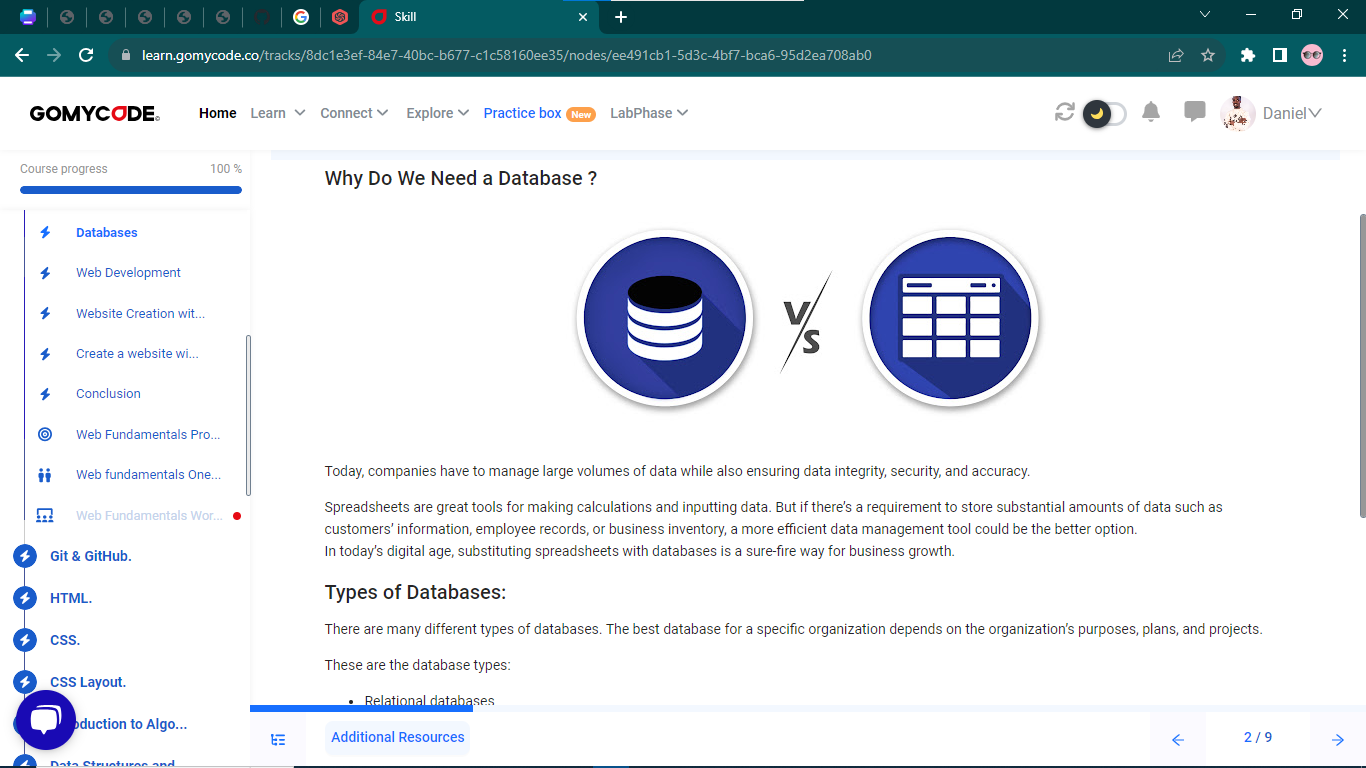 Skill
learn.gomycode.co/tracks/8dc1e3ef-84e7-40bc-b677-c1c58160ee35/nodes/ee491cb1-5d3c-4bf7-bca6-95d2ea708ab0
GOMYCODE
Home
Learn
Connect
Explore
Practice box
New
LabPhase
Daniel
Course progress
100 %
Databases
Web Development
Website Creation wit...
Create a website wi...
Conclusion
Web Fundamentals Pro...
Web fundamentals One...
Web Fundamentals Wor...
Git & GitHub.
HTML.
CSS.
CSS Layout.
oduction to Algo...
Data Structures and
Why Do We Need a Database ?
VS
Today, companies have to manage large volumes of data while also ensuring data integrity, security, and accuracy.
Spreadsheets are great tools for making calculations and inputting data. But if there’s a requirement to store substantial amounts of data such as
customers’ information, employee records, or business inventory, a more efficient data management tool could be the better option.
In today’s digital age, substituting spreadsheets with databases is a sure-fire way for business growth.
Types of Databases:
There are many different types of databases. The best database for a specific organization depends on the organization’s purposes, plans, and projects.
These are the database types:
• Relational databases
Additional Resources
2 / 9